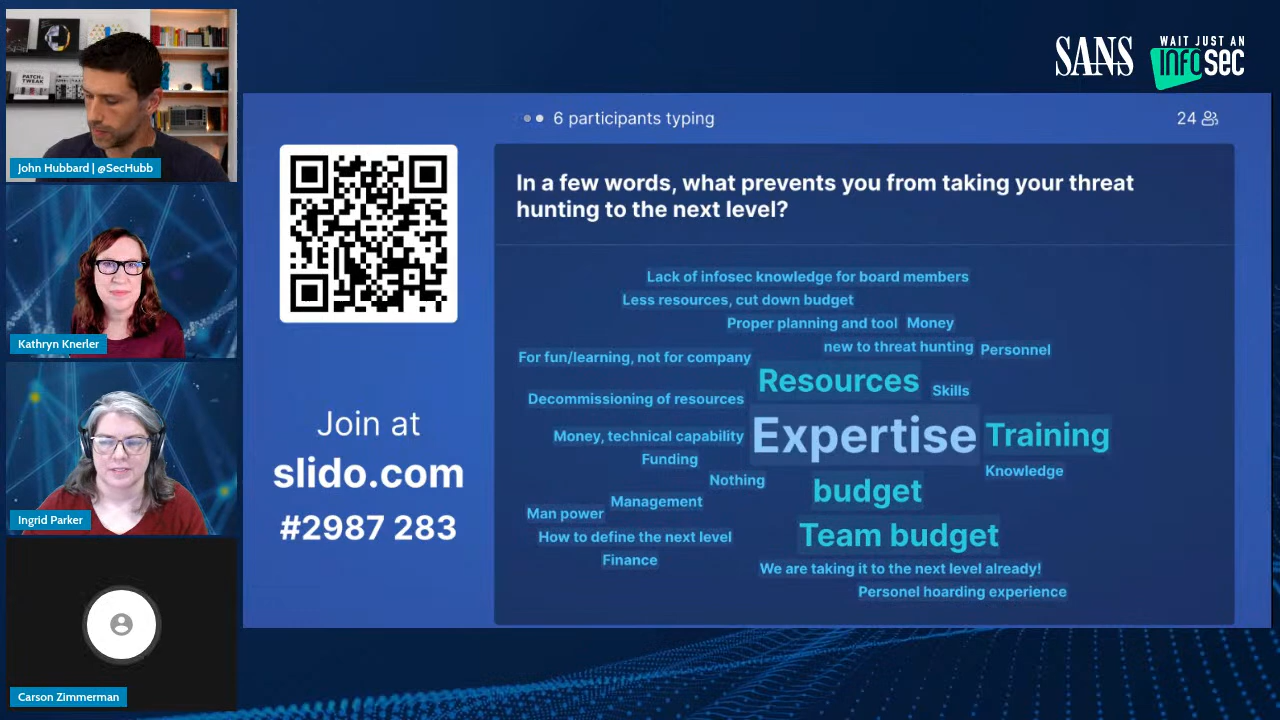 PATCH &
TWEAK
John Hubbard | @SecHubb
Kathryn Knerler
Ingrid Parker
Carson Zimmerman
SANS
WAIT JUST AN
INFOSEC
6 participants typing
24
Join at
slido.com
#2987 283
In a few words, what prevents you from taking your threat
hunting to the next level?
Lack of infosec knowledge for board members
Less resources, cut down budget
Proper planning and tool Money
new to threat hunting Personnel
For fun/learning, not for company
Resources Skills
Decommissioning of resources
Money, technical capability Expertise Training
Funding
Knowledge
Nothing
budget
Management
Man power
How to define the next level Team budget
Finance
We are taking it to the next level already!
Personel hoarding experience